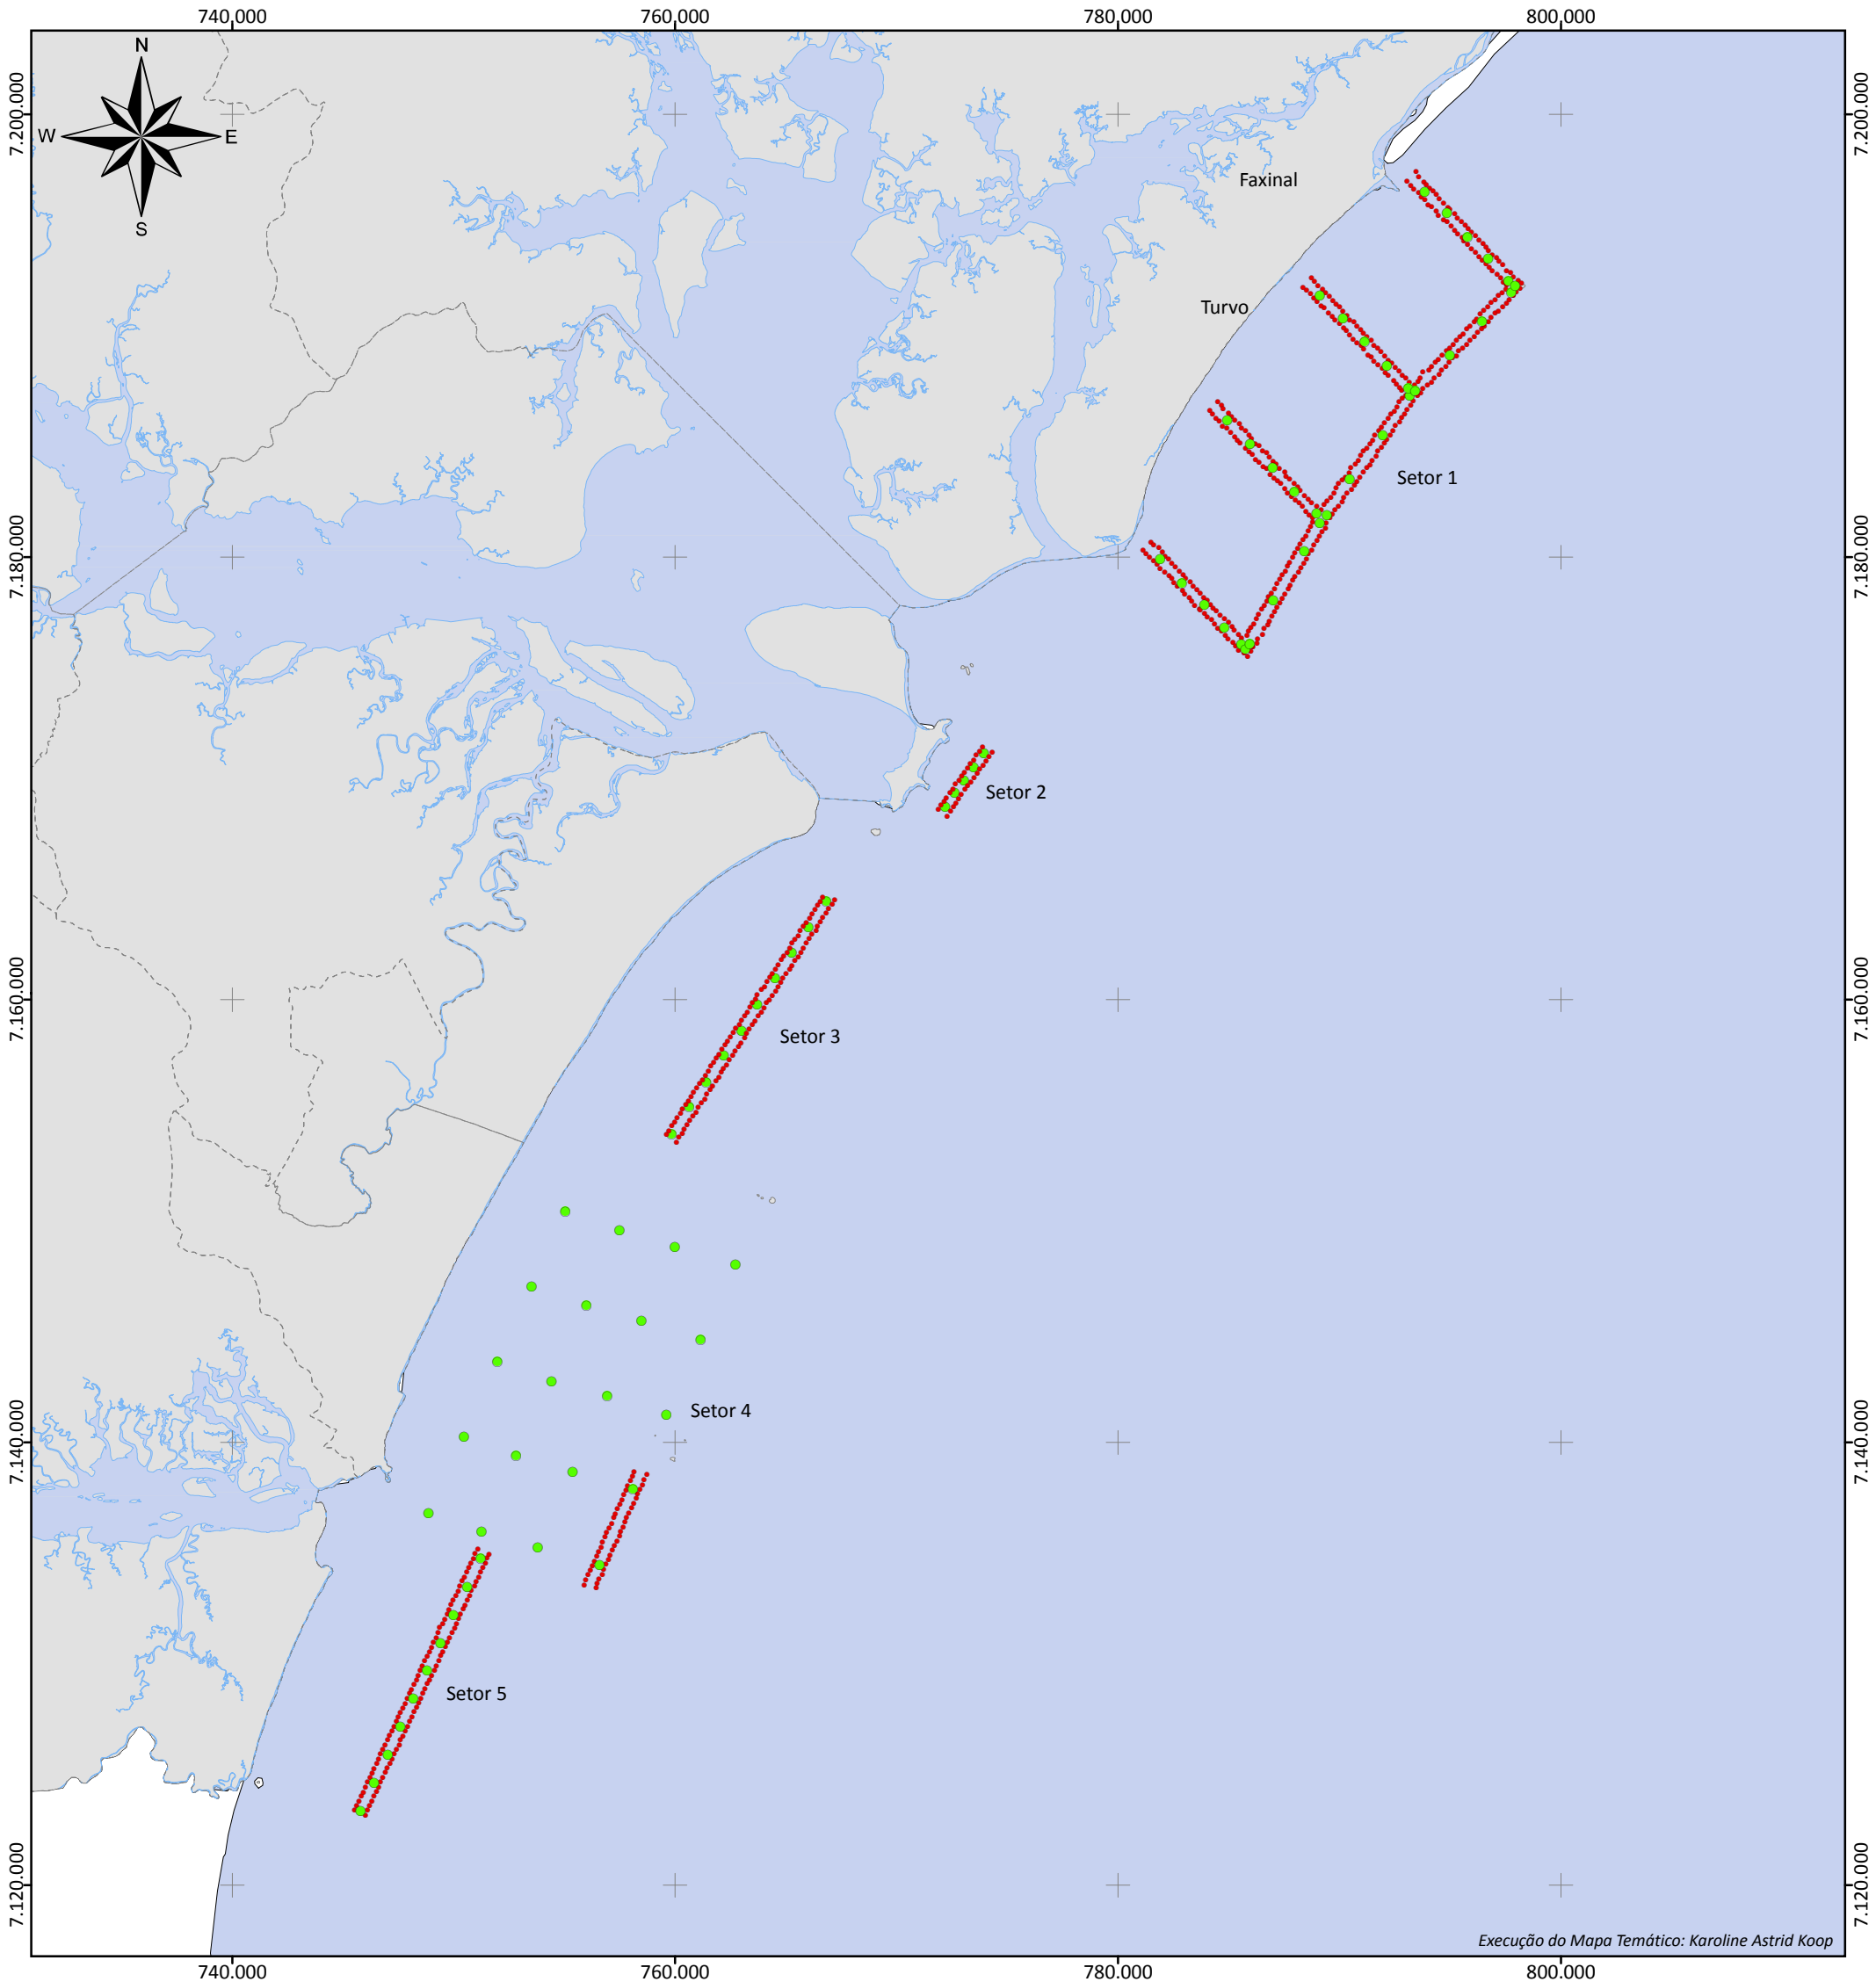 740.000
760.000
780.000
800.000
N
W
E
S
7.200.000
7.200.000
Faxinal
Turvo
Setor 1
7.180.000
7.180.000
Setor 2
7.160.000
7.160.000
Setor 3
Setor 4
7.140.000
7.140.000
Setor 5
7.120.000
7.120.000
Execução do Mapa Temático: Karoline Astrid Koop
740.000
760.000
780.000
800.000